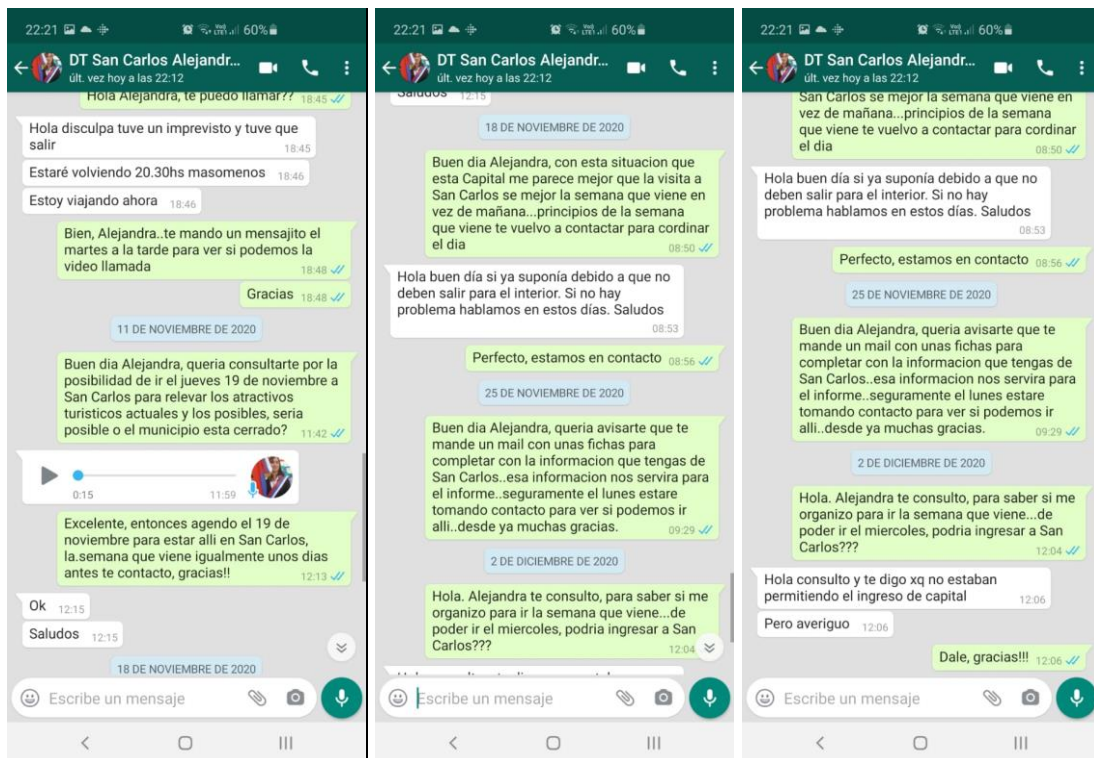 22:21 60%
DT San Carlos Alejandr...
últ. vez hoy a las 22:12
Hola Alejandra, te puedo llamar?? 18:45
Hola disculpa tuve un imprevisto y tuve que
salir 18:45
Estaré volviendo 20.30hs masomenos 18:46
Estoy viajando ahora 18:46
Bien, Alejandra..te mando un mensajito el
martes a la tarde para ver si podemos la
video llamada 18:48
Gracias 18:48
11 DE NOVIEMBRE DE 2020
Buen dia Alejandra, queria consultarte por la
posibilidad de ir el jueves 19 de noviembre a
San Carlos para relevar los atractivos
turisticos actuales y los posibles, seria
posible o el municipio esta cerrado? 11:42
0:15 11:59
Excelente, entonces agendo el 19 de
noviembre para estar alli en San Carlos,
la.semana que viene igualmente unos dias
antes te contacto, gracias!! 12:13
Ok 12:15
Saludos 12:15
18 DE NOVIEMBRE DE 2020
Escribe un mensaje
22:21 60%
DT San Carlos Alejandr...
últ. vez hoy a las 22:12
Saludos 12:15
18 DE NOVIEMBRE DE 2020
Buen dia Alejandra, con esta situacion que
esta Capital me parece mejor que la visita a
San Carlos se mejor la semana que viene en
vez de mañana...principios de la semana
que viene te vuelvo a contactar para cordinar
el dia 08:50
Hola buen día si ya suponía debido a que no
deben salir para el interior. Si no hay
problema hablamos en estos días. Saludos
08:53
Perfecto, estamos en contacto 08:56
25 DE NOVIEMBRE DE 2020
Buen dia Alejandra, queria avisarte que te
mande un mail con unas fichas para
completar con la informacion que tengas de
San Carlos..esa informacion nos servira para
el informe..seguramente el lunes estare
tomando contacto para ver si podemos ir
alli..desde ya muchas gracias. 09:29
2 DE DICIEMBRE DE 2020
Hola. Alejandra te consulto, para saber si me
organizo para ir la semana que viene...de
poder ir el miercoles, podria ingresar a San
Carlos??? 12:04
Escribe un mensaje
22:21 60%
DT San Carlos Alejandr...
últ. vez hoy a las 22:12
San Carlos se mejor la semana que viene en
vez de mañana...principios de la semana
que viene te vuelvo a contactar para cordinar
el dia 08:50
Hola buen día si ya suponía debido a que no
deben salir para el interior. Si no hay
problema hablamos en estos días. Saludos
08:53
Perfecto, estamos en contacto 08:56
25 DE NOVIEMBRE DE 2020
Buen dia Alejandra, queria avisarte que te
mande un mail con unas fichas para
completar con la informacion que tengas de
San Carlos..esa informacion nos servira para
el informe..seguramente el lunes estare
tomando contacto para ver si podemos ir
alli..desde ya muchas gracias. 09:29
2 DE DICIEMBRE DE 2020
Hola. Alejandra te consulto, para saber si me
organizo para ir la semana que viene...de
poder ir el miercoles, podria ingresar a San
Carlos??? 12:04
Hola consulto y te digo xq no estaban
permitiendo el ingreso de capital 12:06
Pero averiguo 12:06
Dale, gracias!!! 12:06
Escribe un mensaje